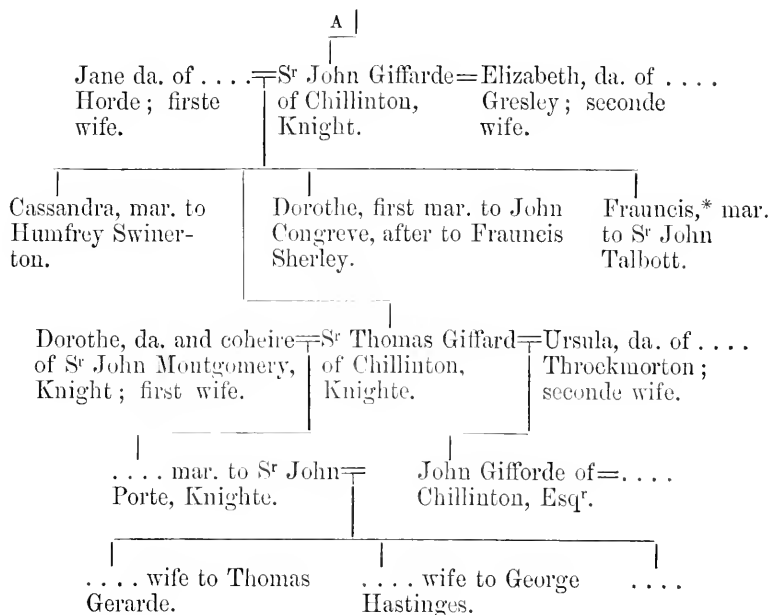 A
Jane da. of . . . . = Sʳ John Giffarde = Elizabeth, da. of . . . .
Horde ; firste of Chillinton, Gresley ; seconde
wife. Knight. wife.
Cassandra, mar. to Dorothe, first mar. to John Frauncis,* mar.
Humfrey Swiner- Congreve, after to Frauncis to Sʳ John
ton. Sherley. Talbott.
Dorothe, da. and coheire = Sʳ Thomas Giffard = Ursula, da. of . . . .
of Sʳ John Montgomery, of Chillinton, Throckmorton ;
Knight ; first wife. Knighte. seconde wife.
. . . . mar. to Sʳ John = John Gifforde of = . . . .
Porte, Knighte. Chillinton, Esqʳ.
. . . . wife to Thomas . . . . wife to George . . . .
Gerarde. Hastinges.